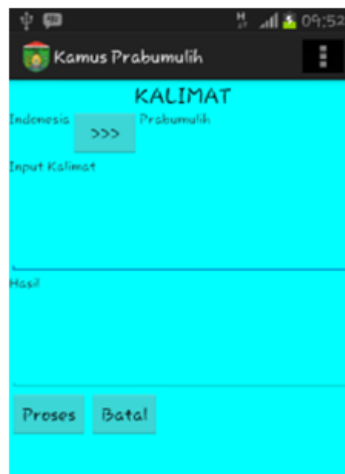 H 09:52
Kamus Prabumulih
KALIMAT
Indonesia >>> Prabumulih
Input Kalimat
Hasil
Proses Batal